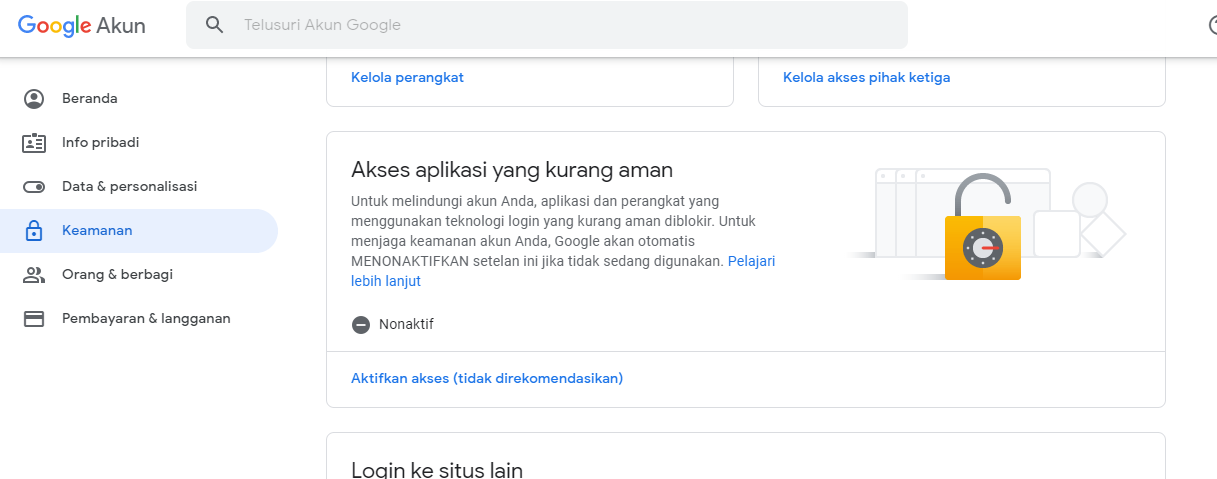 Google Akun
Telusuri Akun Google
Beranda
Info pribadi
Data & personalisasi
Keamanan
Orang & berbagi
Pembayaran & langganan
Kelola perangkat
Kelola akses pihak ketiga
Akses aplikasi yang kurang aman
Untuk melindungi akun Anda, aplikasi dan perangkat yang
menggunakan teknologi login yang kurang aman diblokir. Untuk
menjaga keamanan akun Anda, Google akan otomatis
MENONAKTIFKAN setelan ini jika tidak sedang digunakan. Pelajari
lebih lanjut
Nonaktif
Aktifkan akses (tidak direkomendasikan)
Login ke situs lain